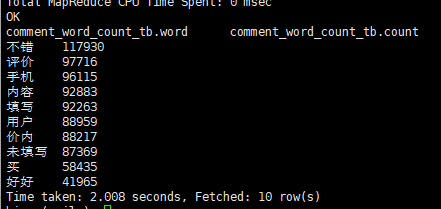 Total MapReduce CPU Time Spent: 0 msec
OK
comment_word_count_tb.word comment_word_count_tb.count
不错 117930
评价 97716
手机 96115
内容 92883
填写 92263
用户 88959
价内 88217
未填写 87369
买 58435
好好 41965
Time taken: 2.008 seconds, Fetched: 10 row(s)